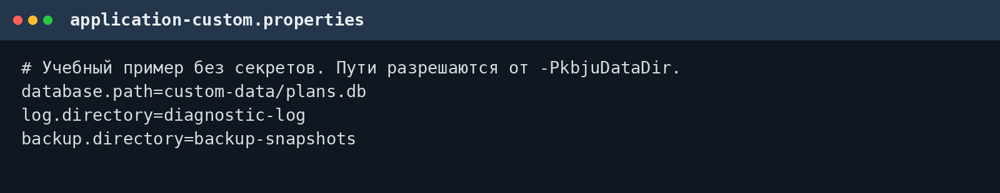 application-custom.properties
# Учебный пример без секретов. Пути разрешаются от -PkbjuDataDir.
database.path=custom-data/plans.db
log.directory=diagnostic-log
backup.directory=backup-snapshots